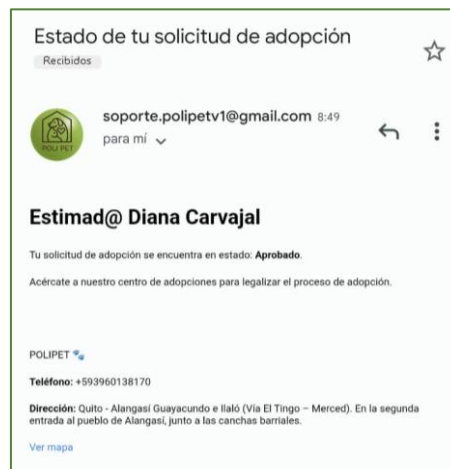 Estado de tu solicitud de adopción
Recibidos
soporte.polipetv1@gmail.com 8:49
para mí
POLI PET
Estimad@ Diana Carvajal
Tu solicitud de adopción se encuentra en estado: Aprobado.
Acércate a nuestro centro de adopciones para legalizar el proceso de adopción.
POLIPET 🐾
Teléfono: +593960138170
Dirección: Quito - Alangasí Guayacundo e Ilaló (Vía El Tingo – Merced). En la segunda
entrada al pueblo de Alangasí, junto a las canchas barriales.
Ver mapa